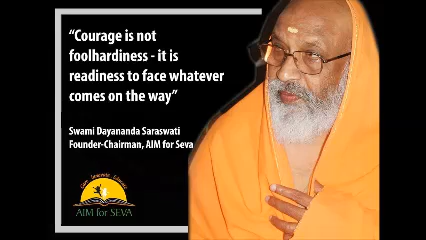 “Courage is not
foolhardiness - it is
readiness to face whatever
comes on the way”
Swami Dayananda Saraswati
Founder-Chairman, AIM for Seva
AIM for SEVA